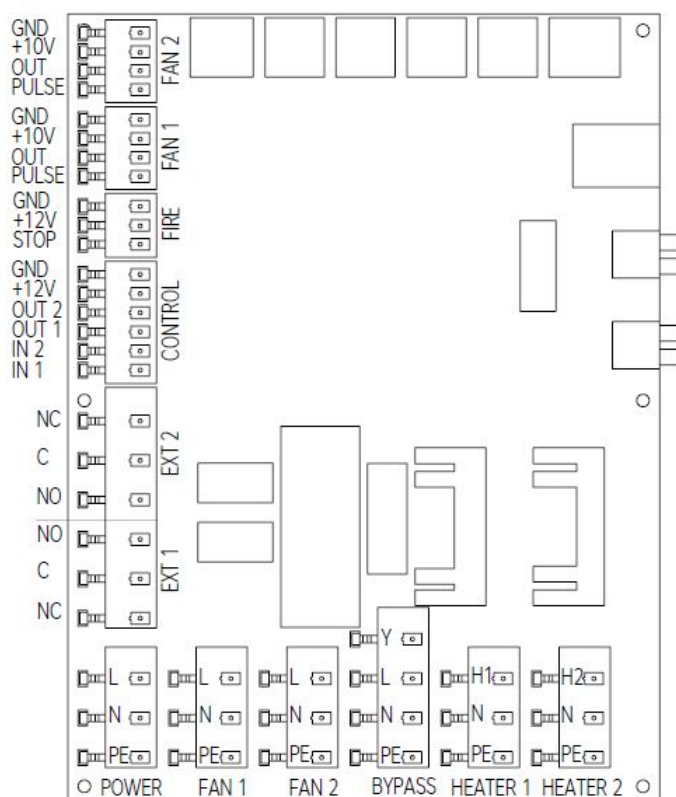 GND
+10V
OUT
PULSE
FAN 2
GND
+10V
OUT
PULSE
FAN 1
GND
+12V
STOP
FIRE
GND
+12V
OUT 2
OUT 1
IN 2
IN 1
CONTROL
NC
C
NO
EXT 2
NO
C
NC
EXT 1
Y
L L L L H1 H2
N N N N N N
PE PE PE PE PE PE
POWER FAN 1 FAN 2 BYPASS HEATER 1 HEATER 2